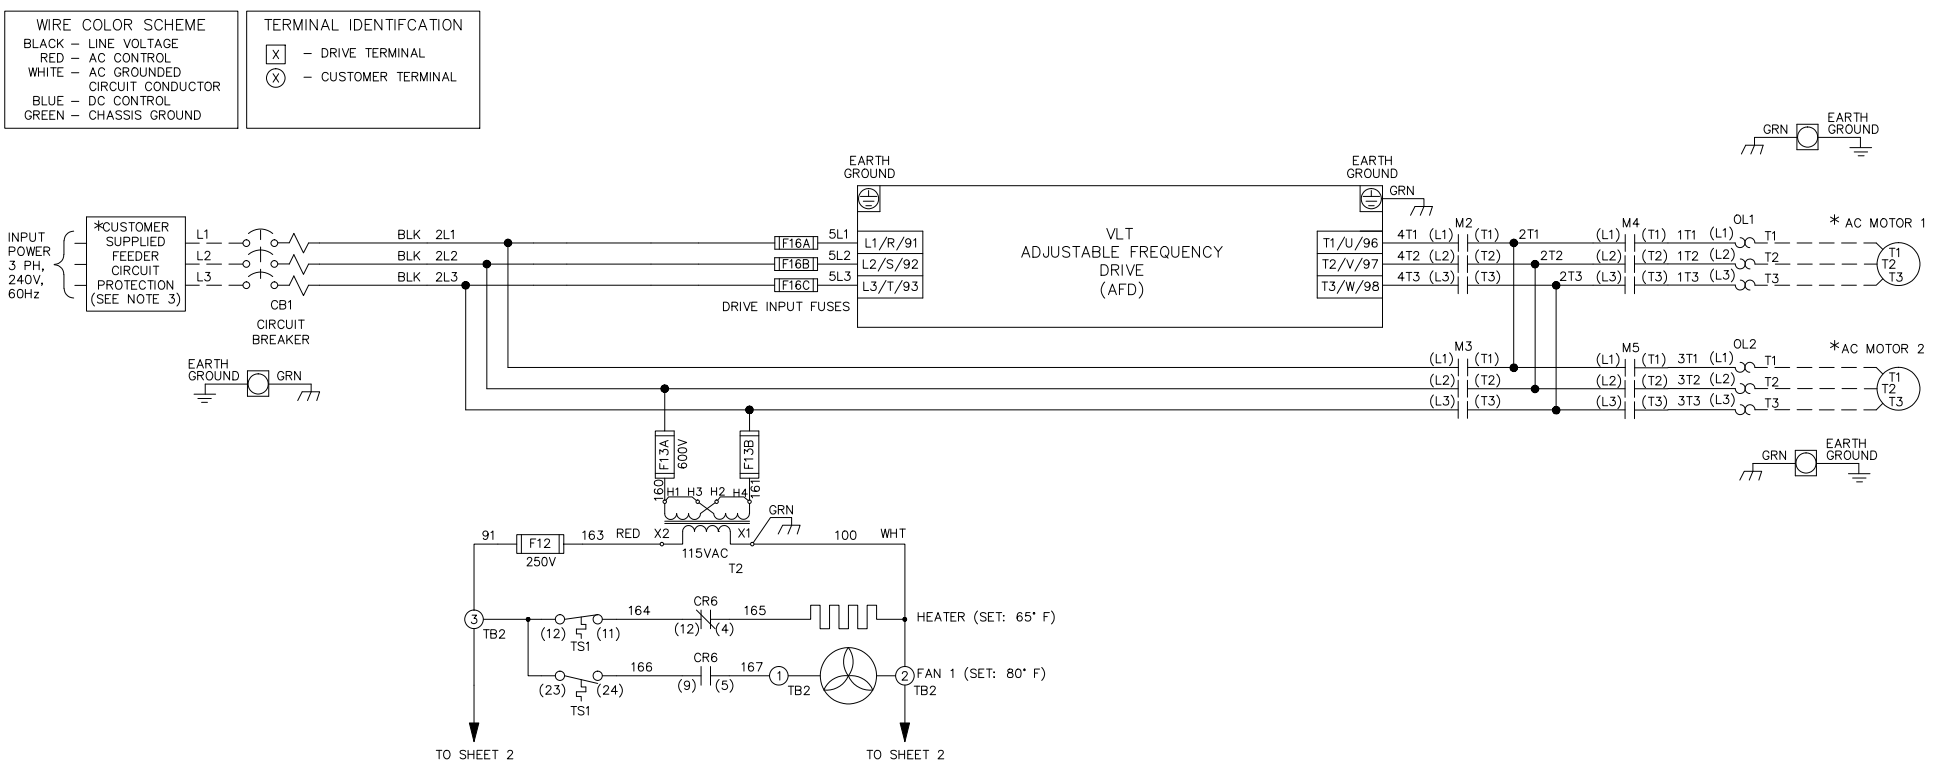 WIRE COLOR SCHEME
BLACK – LINE VOLTAGE
RED – AC CONTROL
WHITE – AC GROUNDED
CIRCUIT CONDUCTOR
BLUE – DC CONTROL
GREEN – CHASSIS GROUND
TERMINAL IDENTIFCATION
X – DRIVE TERMINAL
X – CUSTOMER TERMINAL
GRN
EARTH
GROUND
EARTH
GROUND
EARTH
GROUND
GRN
INPUT
POWER
3 PH,
240V,
60Hz
*CUSTOMER
SUPPLIED
FEEDER
CIRCUIT
PROTECTION
(SEE NOTE 3)
L1
L2
L3
CB1
CIRCUIT
BREAKER
BLK 2L1
BLK 2L2
BLK 2L3
F16A
F16B
F16C
5L1
5L2
5L3
DRIVE INPUT FUSES
L1/R/91
L2/S/92
L3/T/93
VLT
ADJUSTABLE FREQUENCY
DRIVE
(AFD)
T1/U/96
T2/V/97
T3/W/98
M2
4T1 (L1) (T1) 2T1
4T2 (L2) (T2) 2T2
4T3 (L3) (T3) 2T3
M4
(L1) (T1) 1T1 (L1)
(L2) (T2) 1T2 (L2)
(L3) (T3) 1T3 (L3)
OL1
T1
T2
T3
* AC MOTOR 1
T1
T2
T3
M3
(L1) (T1)
(L2) (T2)
(L3) (T3)
M5
(L1) (T1) 3T1 (L1)
(L2) (T2) 3T2 (L2)
(L3) (T3) 3T3 (L3)
OL2
T1
T2
T3
*AC MOTOR 2
T1
T2
T3
EARTH
GROUND
GRN
GRN
EARTH
GROUND
F13A
600V
F13B
160
161
H1 H3 H2 H4
GRN
91
F12
250V
163 RED X2
X1
115VAC
T2
100 WHT
3
TB2
(12) (11)
TS1
164
CR6
(12) (4)
165
HEATER (SET: 65° F)
(23) (24)
TS1
166
CR6
(9) (5)
167
1
TB2
2
TB2
FAN 1 (SET: 80° F)
TO SHEET 2
TO SHEET 2